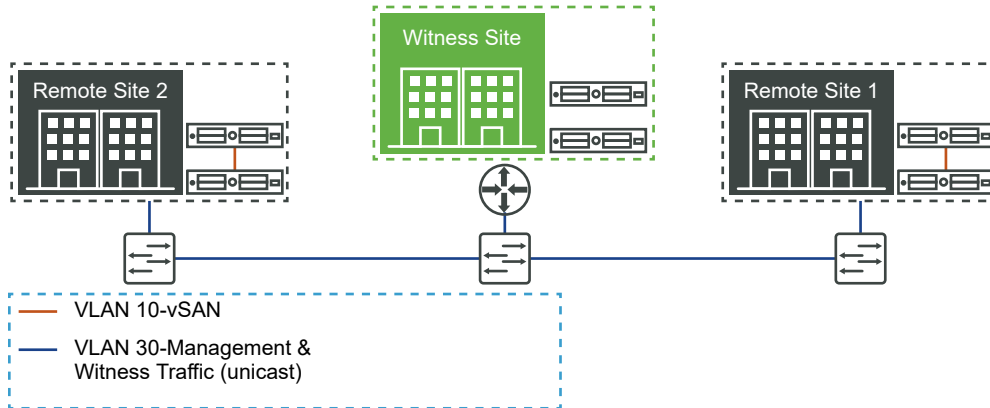 Witness Site
Remote Site 2
Remote Site 1
VLAN 10-vSAN
VLAN 30-Management &
Witness Traffic (unicast)